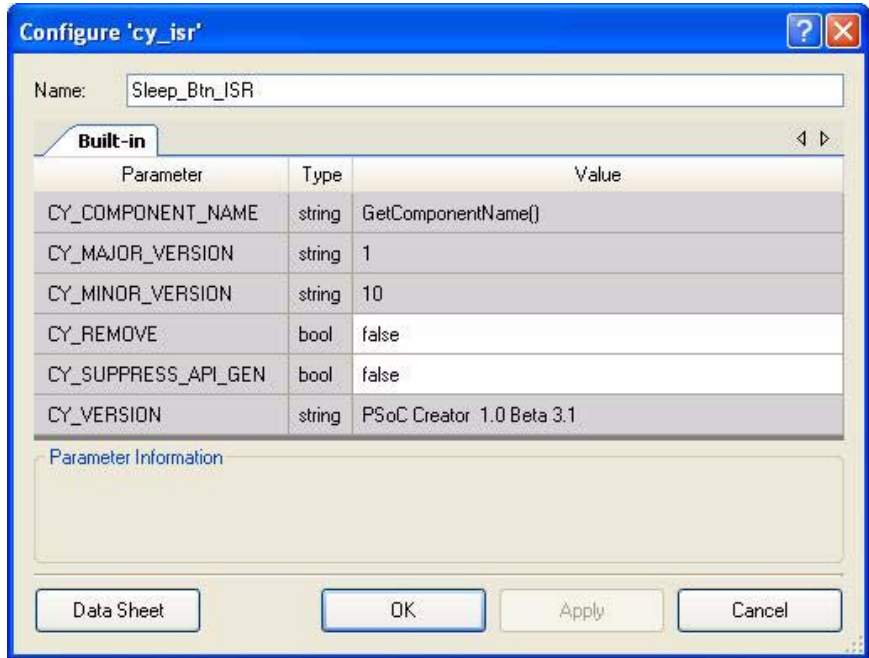 Configure 'cy_isr'
Name: Sleep_Btn_ISR
Built-in
Parameter Type Value
CY_COMPONENT_NAME string GetComponentName()
CY_MAJOR_VERSION string 1
CY_MINOR_VERSION string 10
CY_REMOVE bool false
CY_SUPPRESS_API_GEN bool false
CY_VERSION string PSoC Creator 1.0 Beta 3.1
Parameter Information
Data Sheet OK Apply Cancel